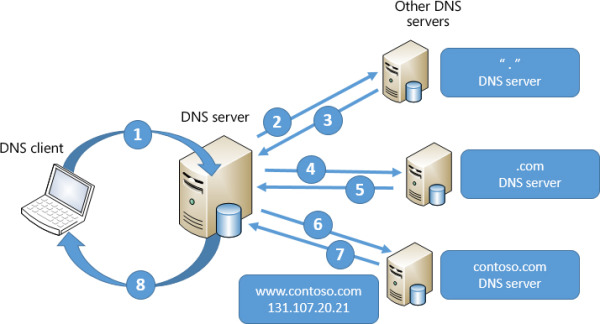 Other DNS
servers
“ . ”
DNS server
DNS server
1
2
3
DNS client
4
5
.com
DNS server
6
7
contoso.com
DNS server
8
www.contoso.com
131.107.20.21